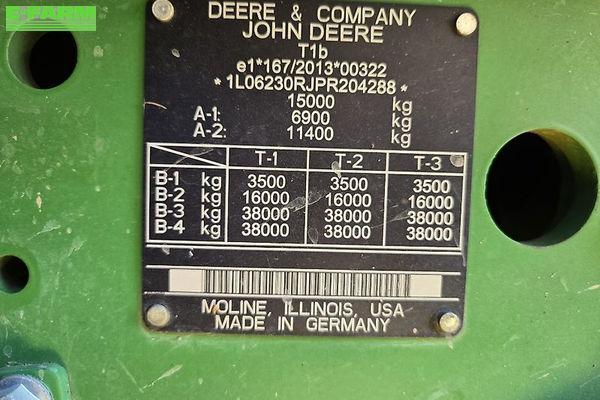 E-FARM
DEERE & COMPANY
JOHN DEERE
T1b
e1*167/2013*00322
*1L06230RJPR204288*
15000 kg
A-1: 6900 kg
A-2: 11400 kg
T-1 T-2 T-3
B-1 kg 3500 3500 3500
B-2 kg 16000 16000 16000
B-3 kg 38000 38000 38000
B-4 kg 38000 38000 38000
MOLINE, ILLINOIS, USA
MADE IN GERMANY